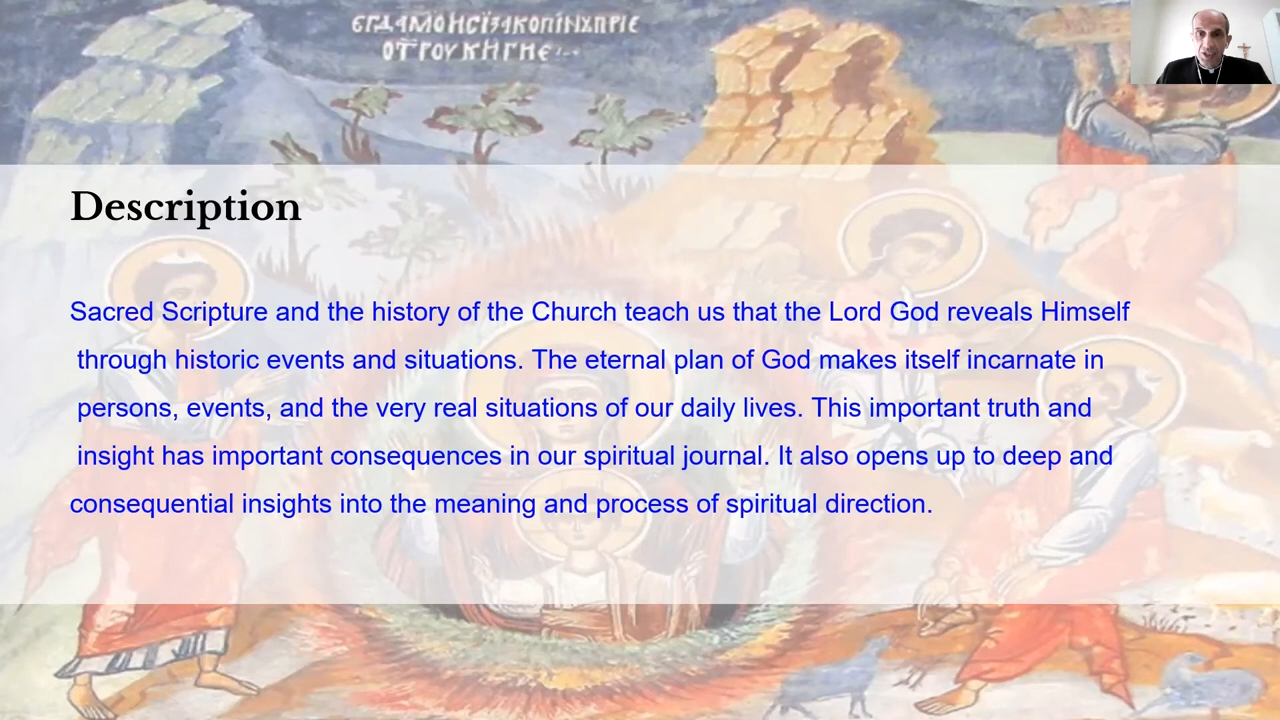 Description
Sacred Scripture and the history of the Church teach us that the Lord God reveals Himself
through historic events and situations. The eternal plan of God makes itself incarnate in
persons, events, and the very real situations of our daily lives. This important truth and
insight has important consequences in our spiritual journal. It also opens up to deep and
consequential insights into the meaning and process of spiritual direction.